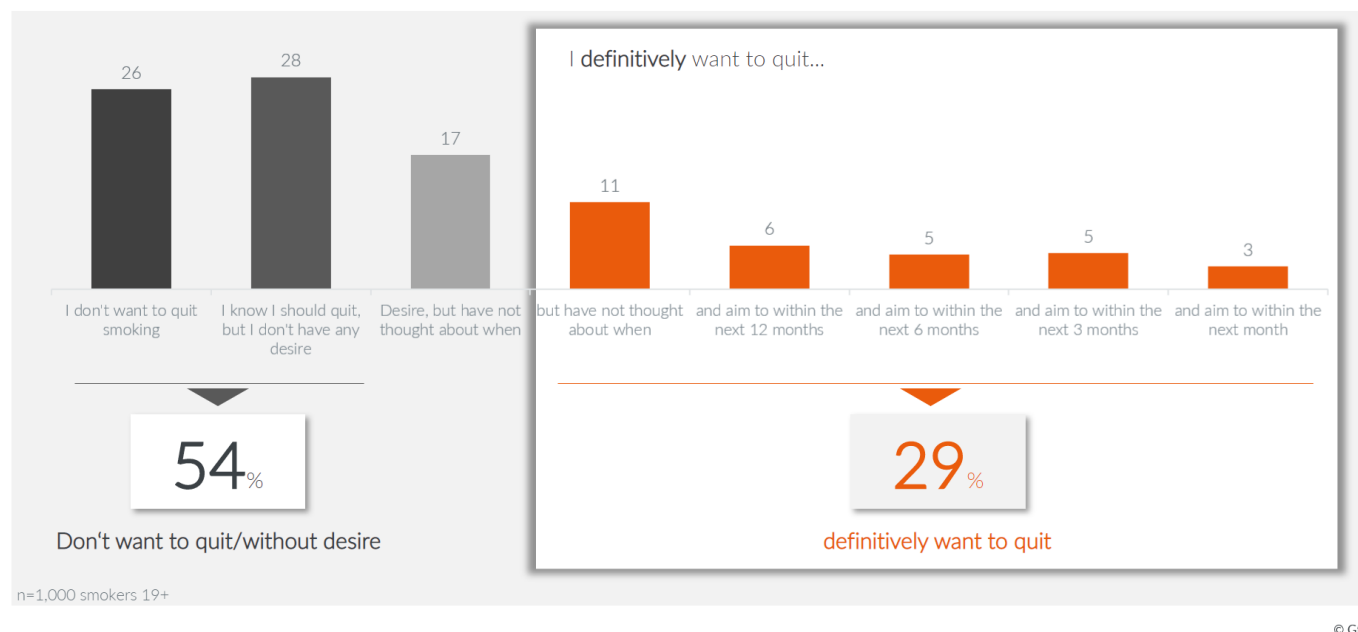 I definitively want to quit...
26
28
17
11
6
5
5
3
I don't want to quit
smoking
I know I should quit,
but I don't have any
desire
Desire, but have not
thought about when
but have not thought
about when
and aim to within the
next 12 months
and aim to within the
next 6 months
and aim to within the
next 3 months
and aim to within the
next month
54%
Don't want to quit/without desire
29%
definitively want to quit
n=1,000 smokers 19+